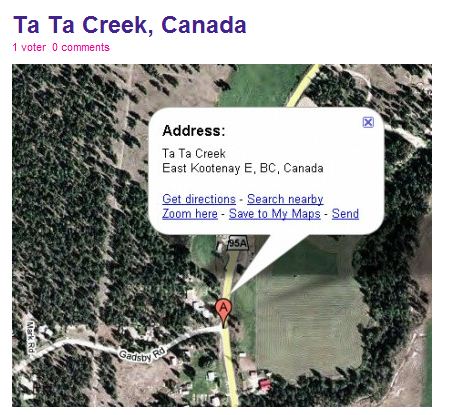 Ta Ta Creek, Canada
1 voter 0 comments
Address:
Ta Ta Creek
East Kootenay E, BC, Canada
Get directions - Search nearby
Zoom here - Save to My Maps - Send
95A
A
Mark Rd
Gadsby Rd